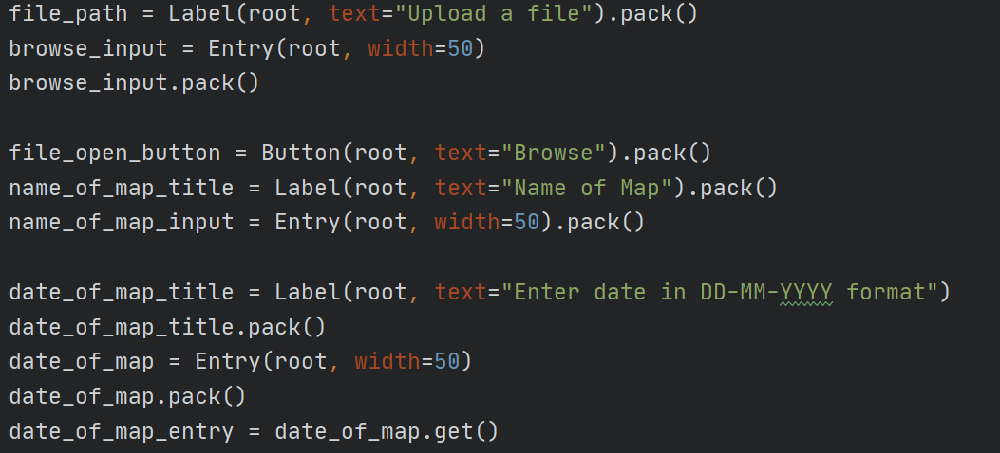 file_path = Label(root, text="Upload a file").pack()
browse_input = Entry(root, width=50)
browse_input.pack()
file_open_button = Button(root, text="Browse").pack()
name_of_map_title = Label(root, text="Name of Map").pack()
name_of_map_input = Entry(root, width=50).pack()
date_of_map_title = Label(root, text="Enter date in DD-MM-YYYY format")
date_of_map_title.pack()
date_of_map = Entry(root, width=50)
date_of_map.pack()
date_of_map_entry = date_of_map.get()